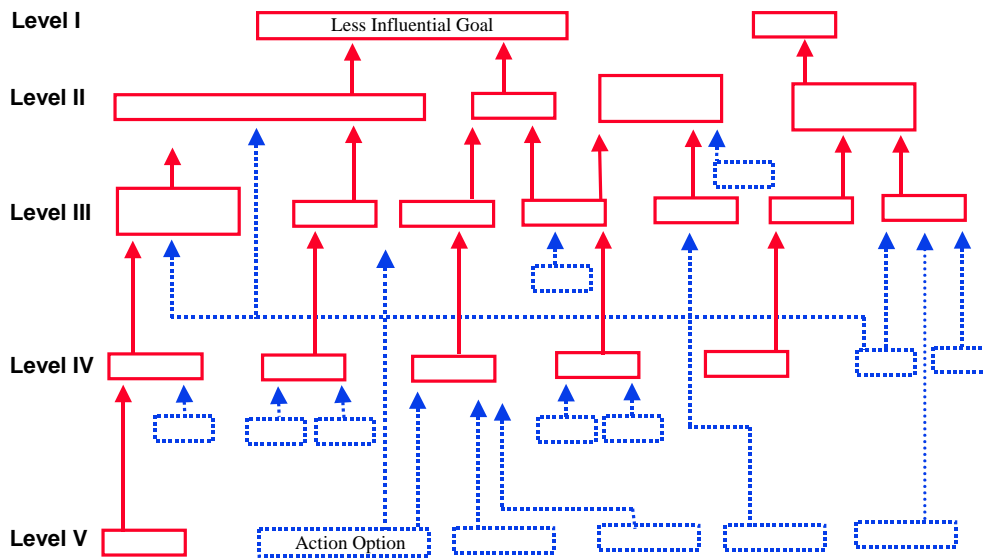 Level I
Less Influential Goal
Level II
Level III
Level IV
Level V
Action Option